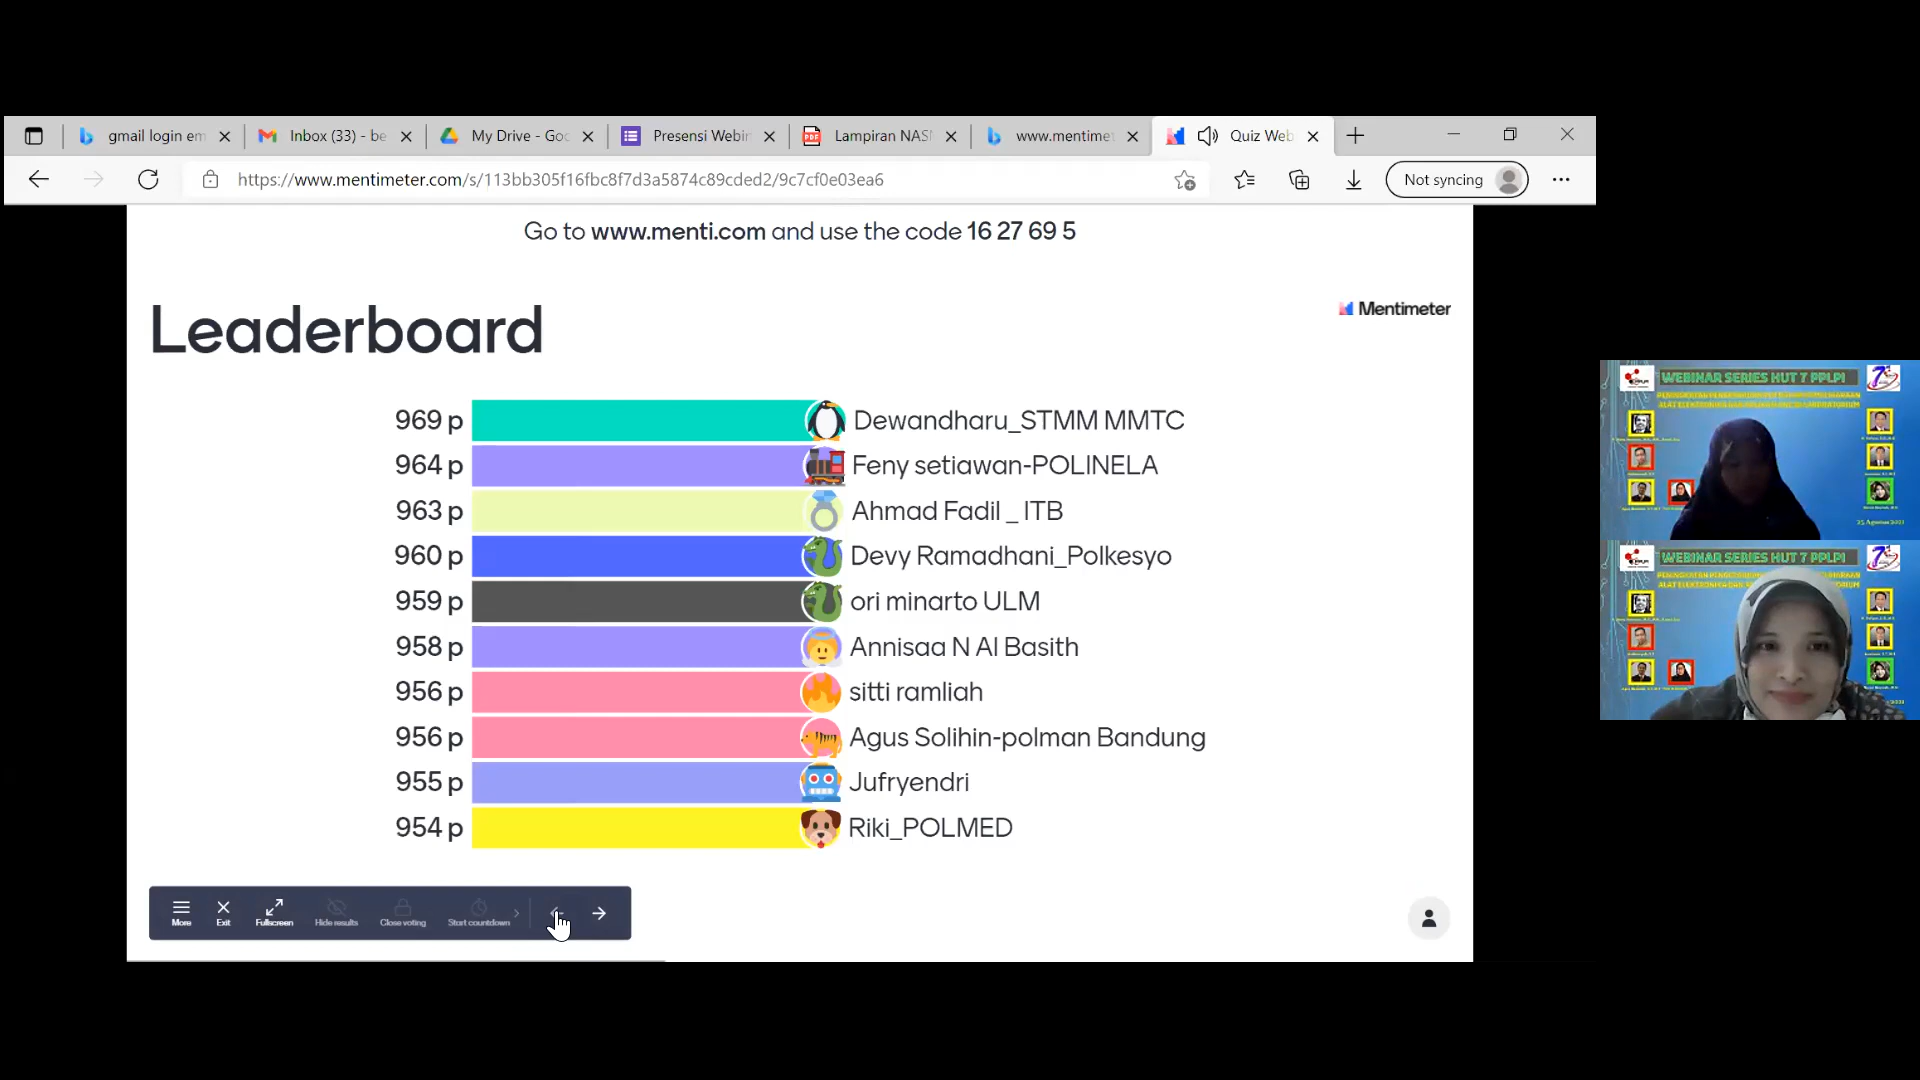 gmail login em
Inbox (33) - be
My Drive - Goo
Presensi Webin
Lampiran NAS
www.mentimet
Quiz Web
https://www.mentimeter.com/s/113bb305f16fbc8f7d3a5874c89cded2/9c7cf0e03ea6
Not syncing
Go to www.menti.com and use the code 16 27 69 5
Leaderboard
Mentimeter
969 p Dewandharu_STMM MMTC
964 p Feny setiawan-POLINELA
963 p Ahmad Fadil _ ITB
960 p Devy Ramadhani_Polkesyo
959 p ori minarto ULM
958 p Annisaa N Al Basith
956 p sitti ramliah
956 p Agus Solihin-polman Bandung
955 p Jufryendri
954 p Riki_POLMED
More
Exit
Fullscreen
Hide results
Close voting
Start countdown
WEBINAR SERIES HUT 7 PPLPI
WEBINAR SERIES HUT 7 PPLPI